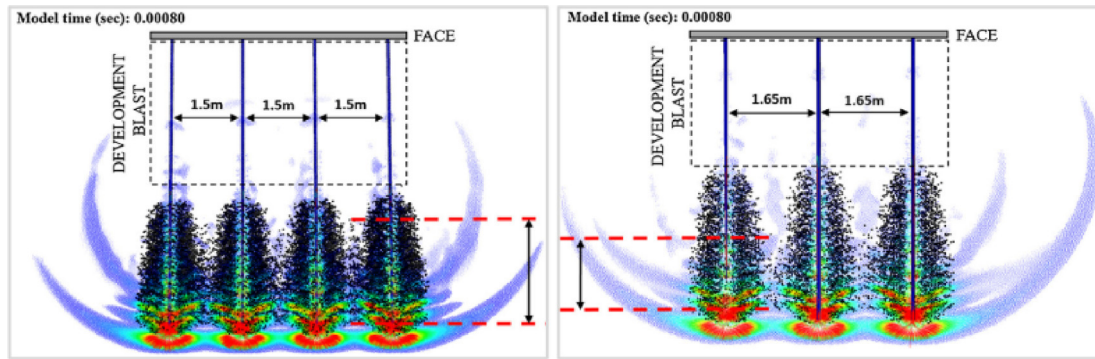 Model time (sec): 0.00080
FACE
DEVELOPMENT
BLAST
1.5m
1.5m
1.5m
Model time (sec): 0.00080
FACE
DEVELOPMENT
BLAST
1.65m
1.65m